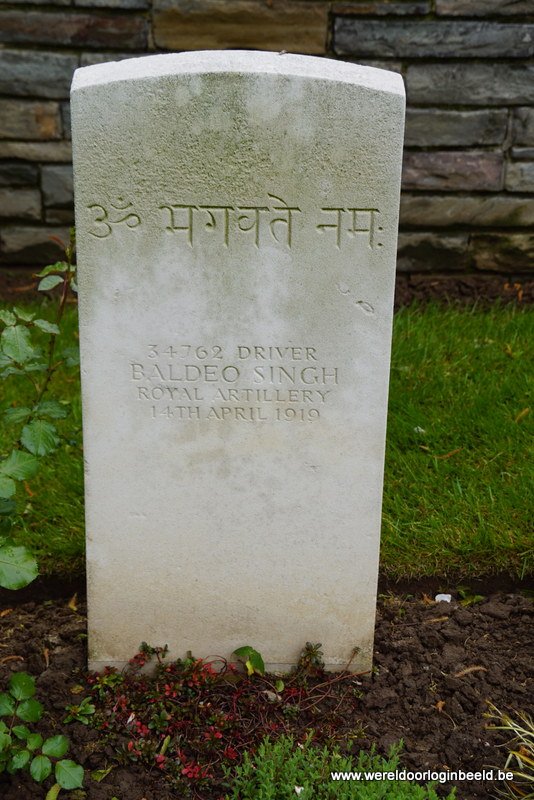 ॐ भगवते नमः
34762 DRIVER
BALDEO SINGH
ROYAL ARTILLERY
14TH APRIL 1919
www.wereldoorloginbeeld.be